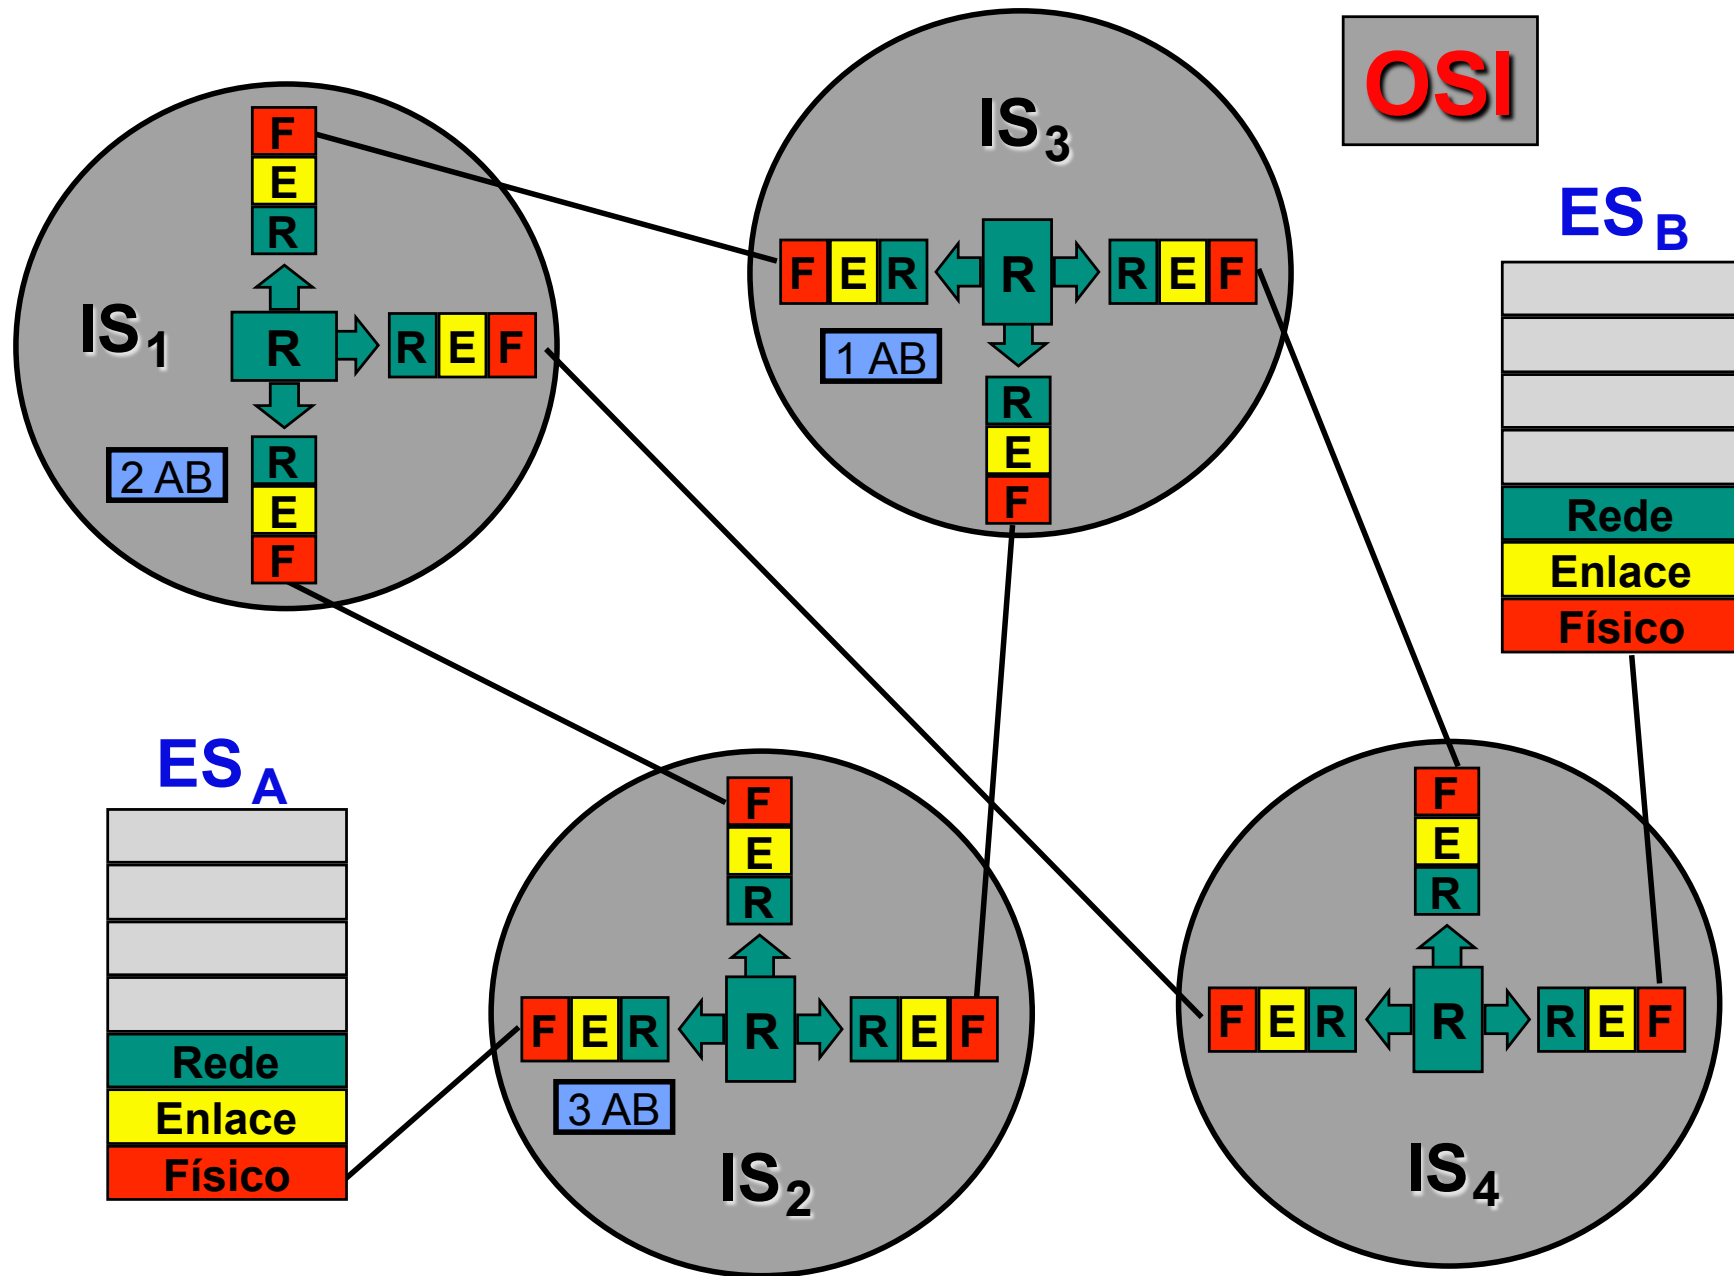 OSI
IS1
F
E
R
R
R E F
2 AB
R
E
F
IS3
F E R
R
R E F
1 AB
R
E
F
ES B
Rede
Enlace
Físico
ES A
Rede
Enlace
Físico
F
E
R
F E R
R
R E F
3 AB
IS2
F
E
R
F E R
R
R E F
IS4